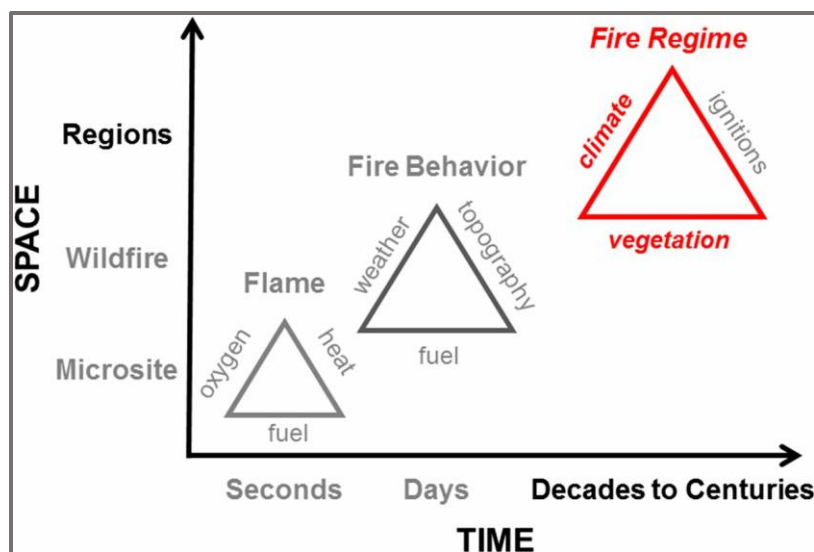 Fire Regime
climate
ignitions
vegetation
Regions
Fire Behavior
weather
topography
fuel
SPACE
Wildfire
Flame
oxygen
heat
fuel
Microsite
Seconds
Days
Decades to Centuries
TIME